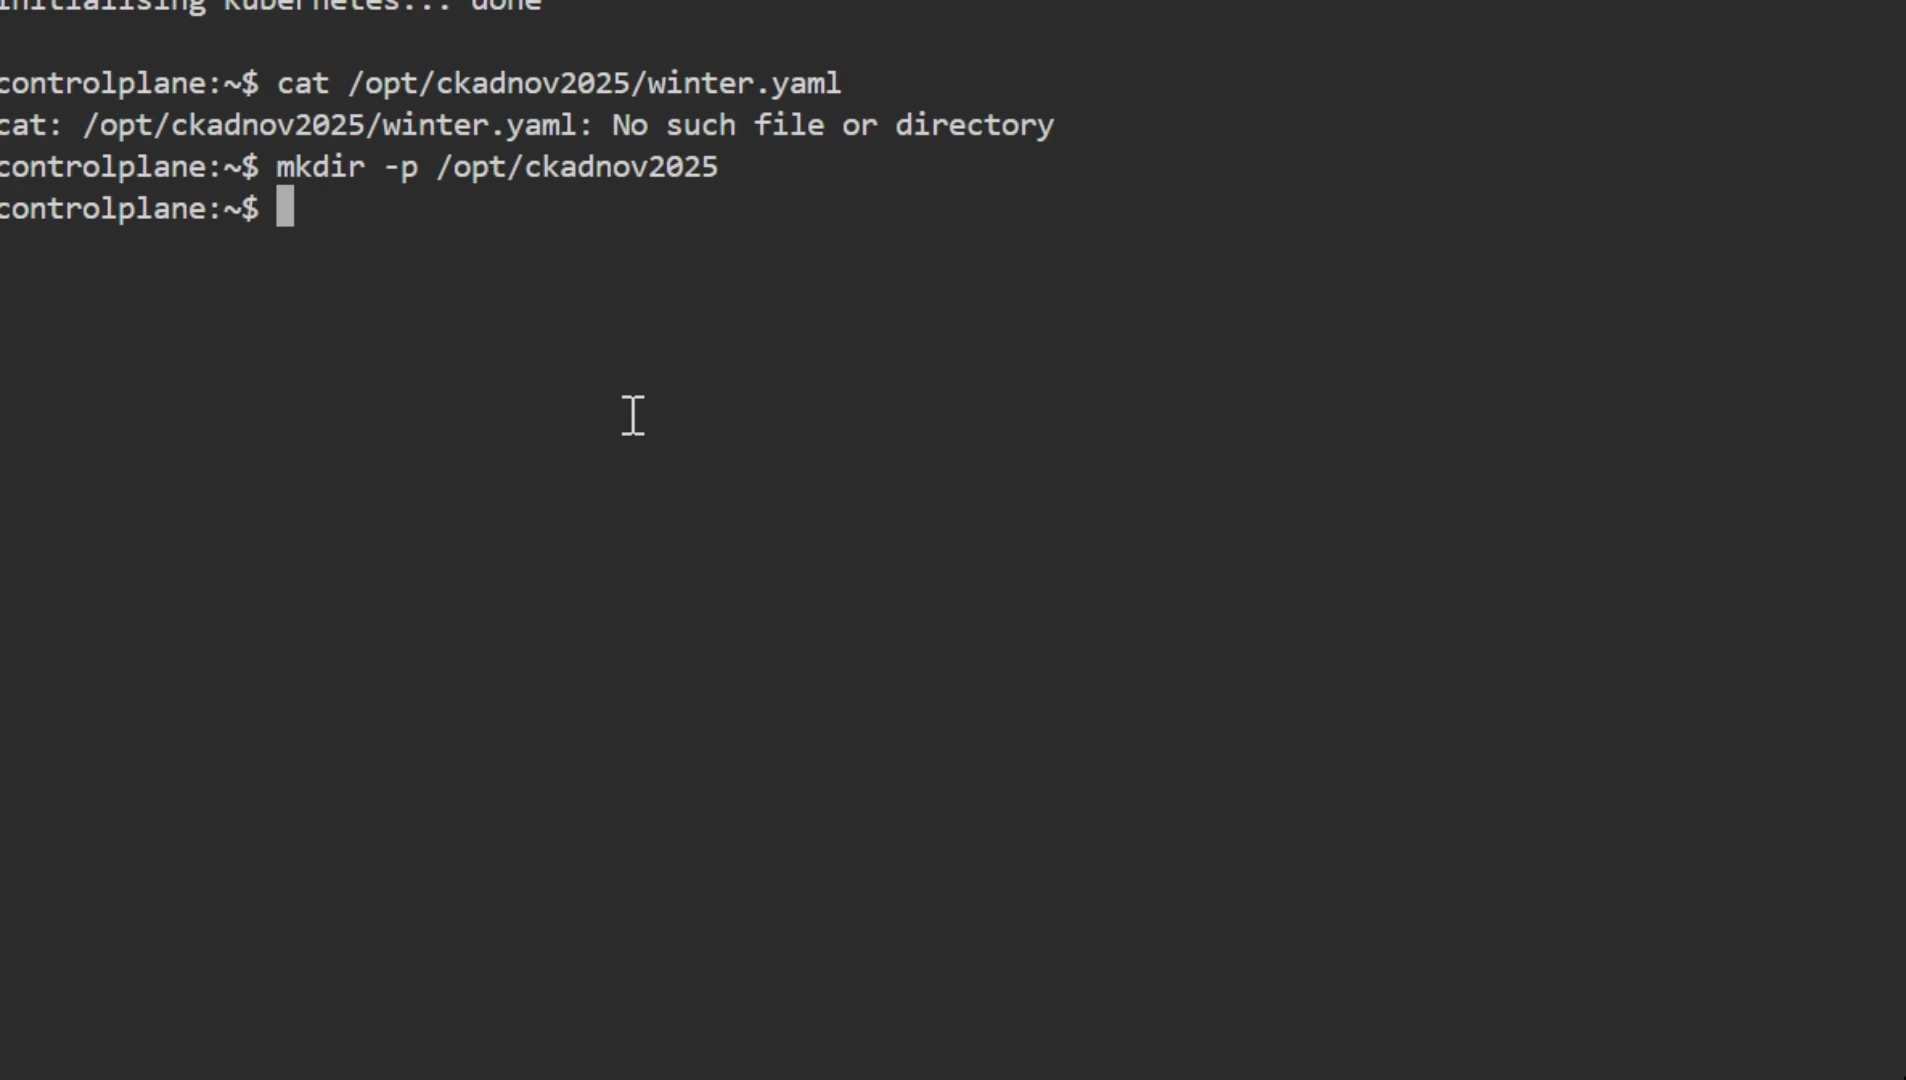 initialising Kubernetes... done
controlplane:~$ cat /opt/ckadnov2025/winter.yaml
cat: /opt/ckadnov2025/winter.yaml: No such file or directory
controlplane:~$ mkdir -p /opt/ckadnov2025
controlplane:~$